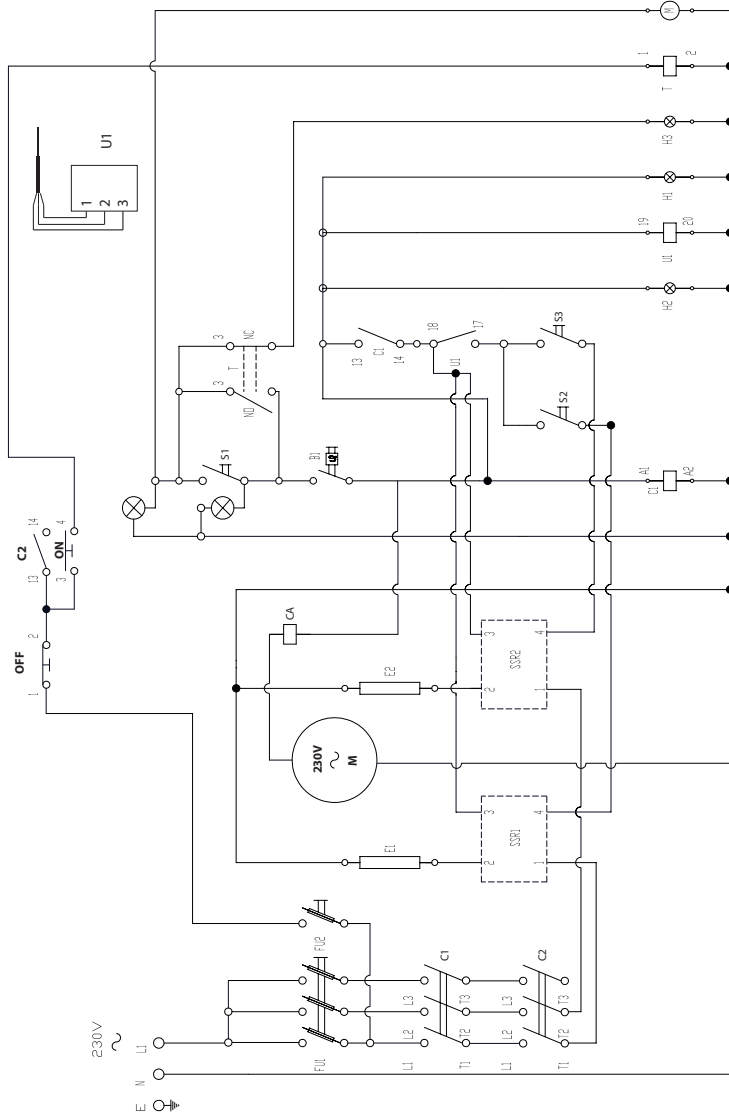 M
1
2
T
H3
H1
19
20
U1
H2
U1
1
2
3
3
NC
T
3
NO
13
C1
14
18
17
U1
S3
S2
S1
B1
A1
C1
A2
C2
14
13
ON
4
3
OFF
2
1
CA
E2
230V
M
3
SSR2
2
4
1
E1
3
SSR1
2
4
1
FU2
FU1
C1
L3
L2
L1
T3
T2
T1
C2
L3
L2
L1
T3
T2
T1
230V
L1
N
E